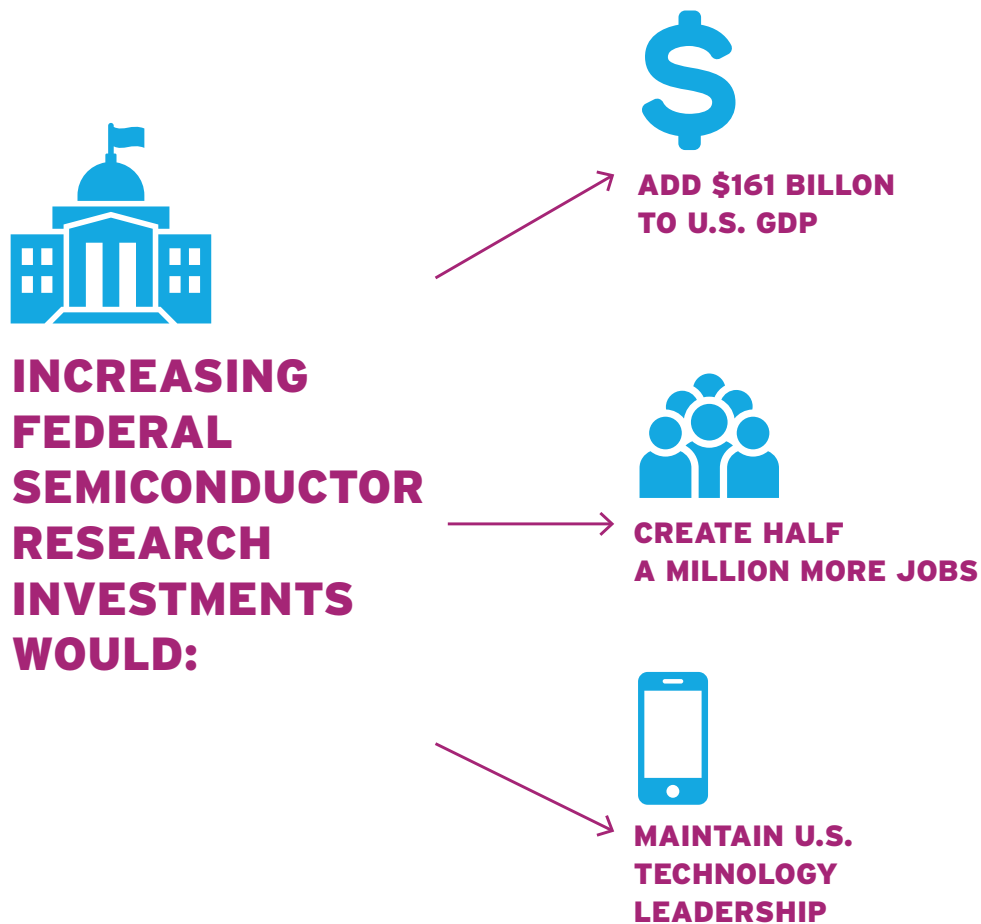 INCREASING
FEDERAL
SEMICONDUCTOR
RESEARCH
INVESTMENTS
WOULD:
ADD $161 BILLON
TO U.S. GDP
CREATE HALF
A MILLION MORE JOBS
MAINTAIN U.S.
TECHNOLOGY
LEADERSHIP